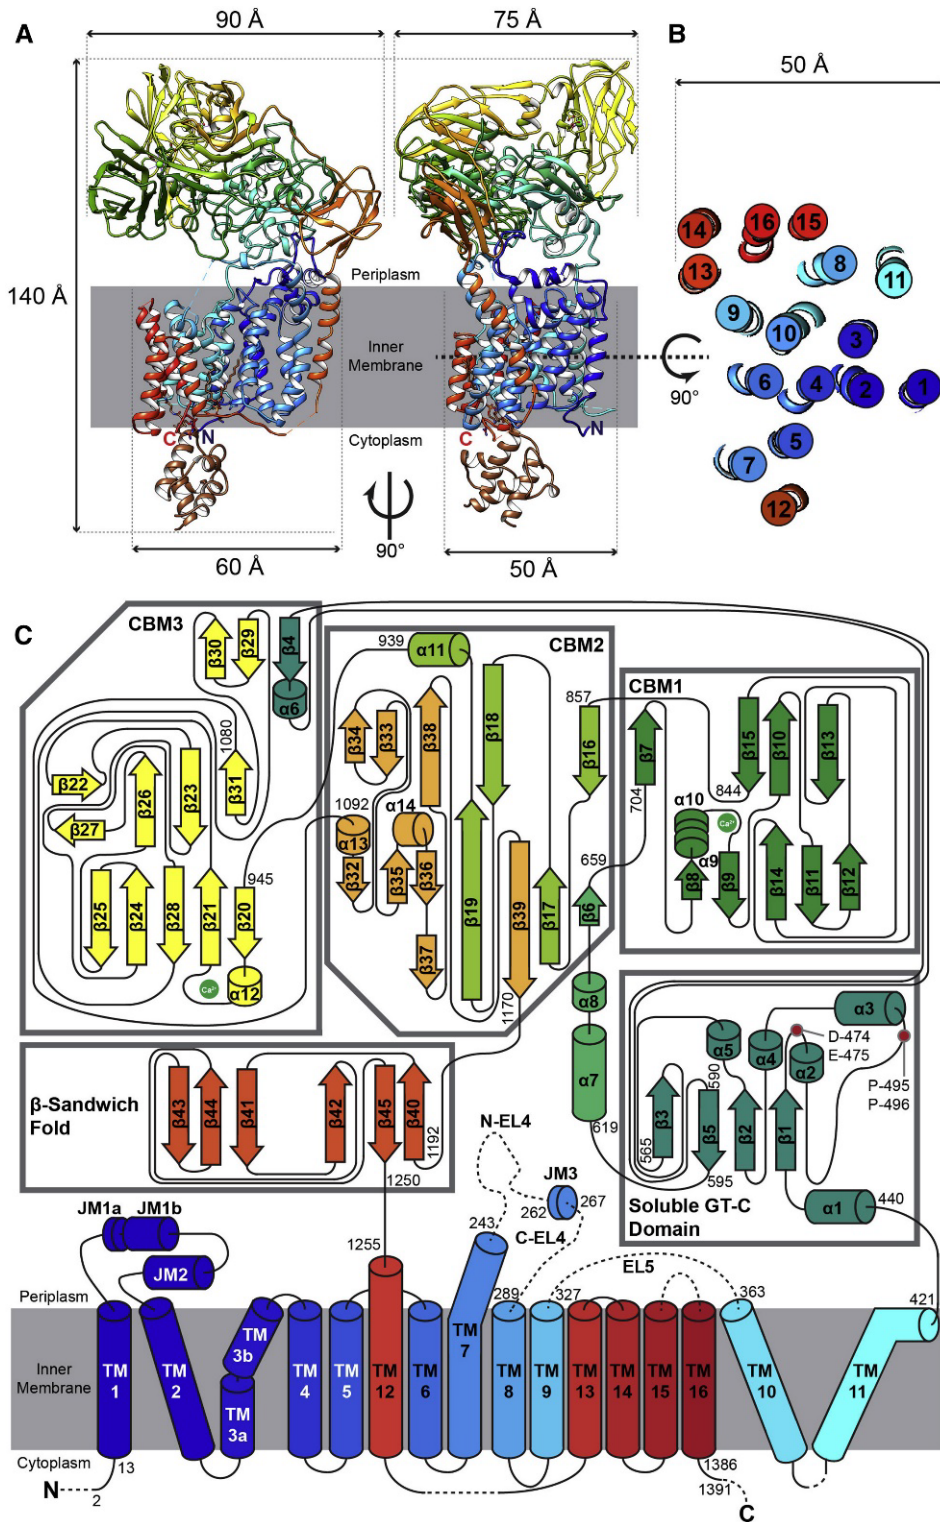 A
90 Å
75 Å
B
50 Å
140 Å
Periplasm
Inner
Membrane
Cytoplasm
C
N
C
N
90°
60 Å
90°
50 Å
14
16
15
13
8
11
9
10
3
6
4
2
1
5
7
12
C
CBM3
β30
β29
β4
α6
1080
β22
β26
β23
β31
β27
945
β25
β24
β28
β21
β20
Ca²⁺
α12
CBM2
939
α11
β18
857
β16
β34
β33
β38
1092
α14
α13
β32
β35
β36
β19
β39
β17
β37
1170
659
β6
CBM1
β7
704
β15
β10
β13
844
α10
Ca²⁺
α9
β8
β9
β14
β11
β12
α8
α7
619
α3
D-474
E-475
α5
α4
α2
P-495
P-496
590
β3
β5
β2
β1
565
595
α1
440
Soluble GT-C
Domain
β-Sandwich
Fold
β43
β44
β41
β42
β45
β40
1192
1250
N-EL4
JM3
262
267
243
C-EL4
JM1a
JM1b
JM2
1255
289
327
EL5
363
421
Periplasm
Inner
Membrane
Cytoplasm
TM
1
TM
2
TM
3b
TM
3a
TM
4
TM
5
TM
12
TM
6
TM
7
TM
8
TM
9
TM
13
TM
14
TM
15
TM
16
TM
10
TM
11
13
N
2
1386
1391
C